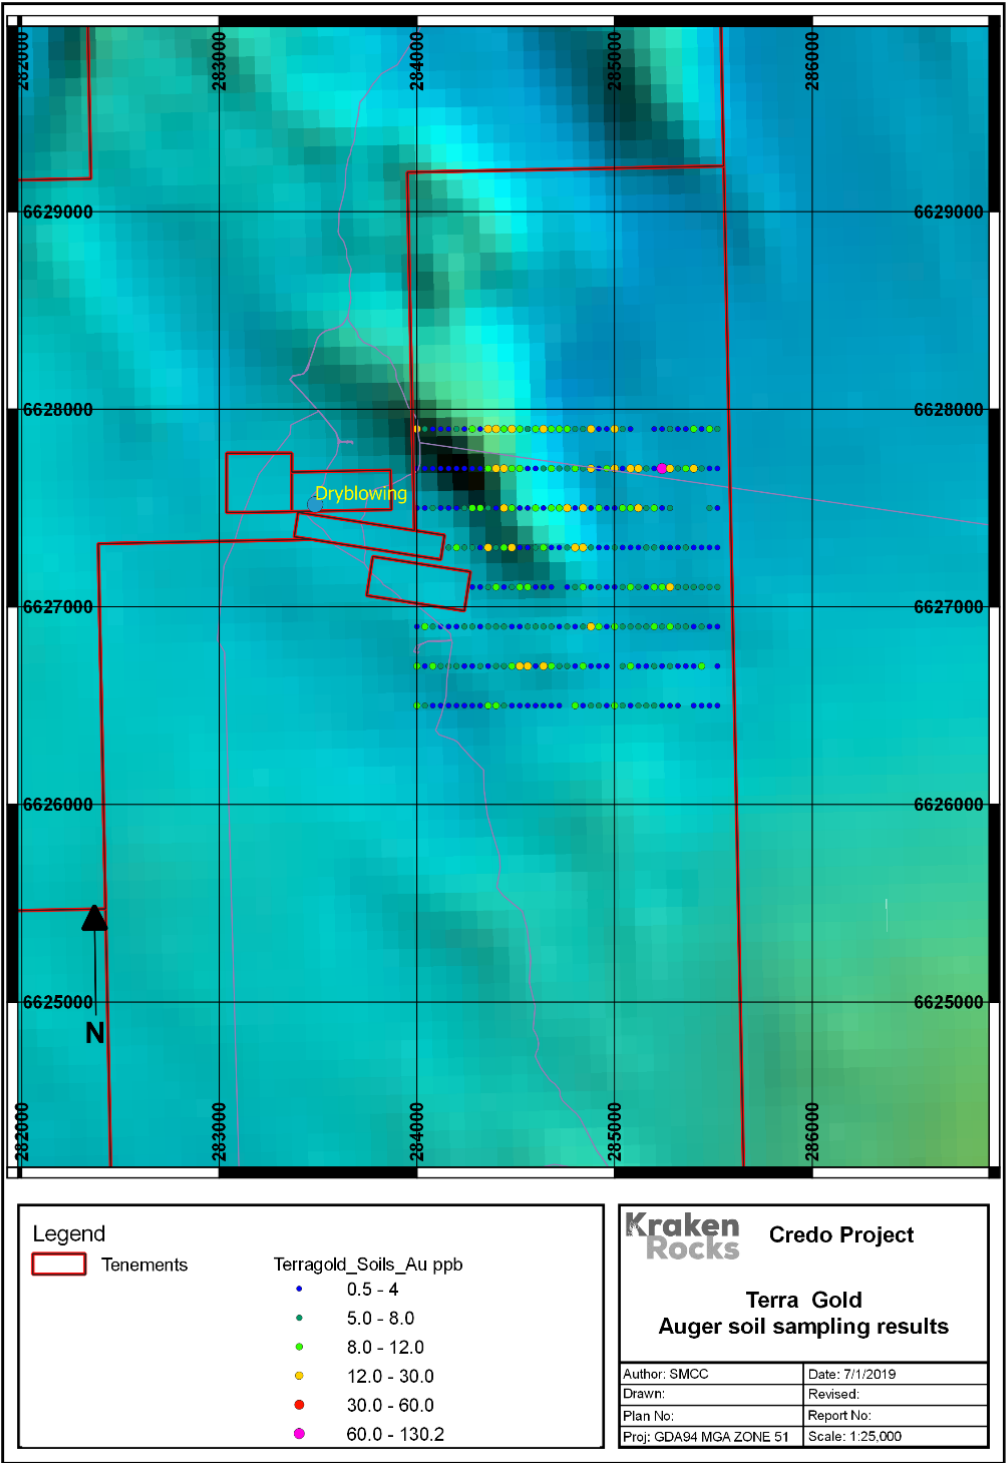 282000
283000
284000
285000
286000
6629000
6629000
6628000
6628000
Dryblowing
6627000
6627000
6626000
6626000
6625000
6625000
N
282000
283000
284000
285000
286000
Legend
Tenements
Terragold_Soils_Au ppb
0.5 - 4
5.0 - 8.0
8.0 - 12.0
12.0 - 30.0
30.0 - 60.0
60.0 - 130.2
Kraken
Rocks
Credo Project
Terra Gold
Auger soil sampling results
Author: SMCC
Date: 7/1/2019
Drawn:
Revised:
Plan No:
Report No:
Proj: GDA94 MGA ZONE 51
Scale: 1:25,000